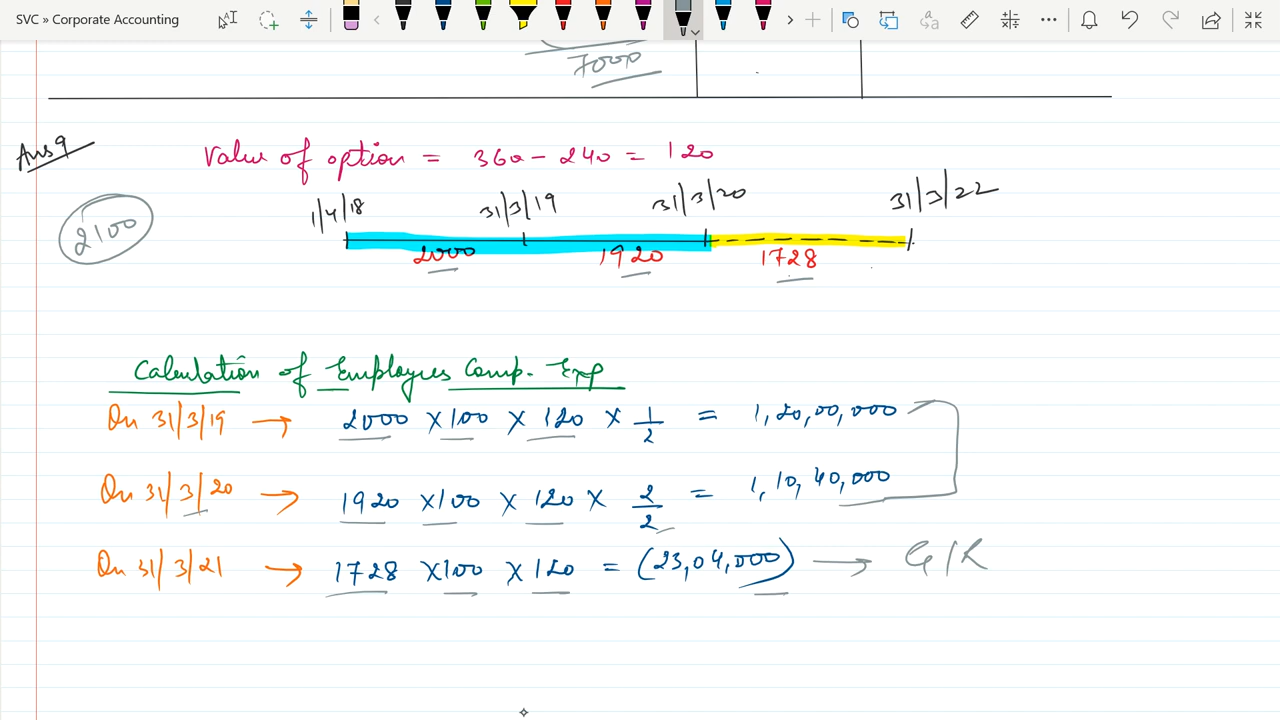 SVC » Corporate Accounting
7000
Ans 9
Value of option = 360 - 240 = 120
1/4/18 31/3/19 31/3/20 31/3/22
2100
2000 1920 1728
Calculation of Employees Comp. Exp
On 31/3/19 → 2000 × 100 × 120 × 1/2 = 1,20,00,000
On 31/3/20 → 1920 × 100 × 120 × 2/2 = 1,10,40,000
On 31/3/21 → 1728 × 100 × 120 = (23,04,000) → G/R